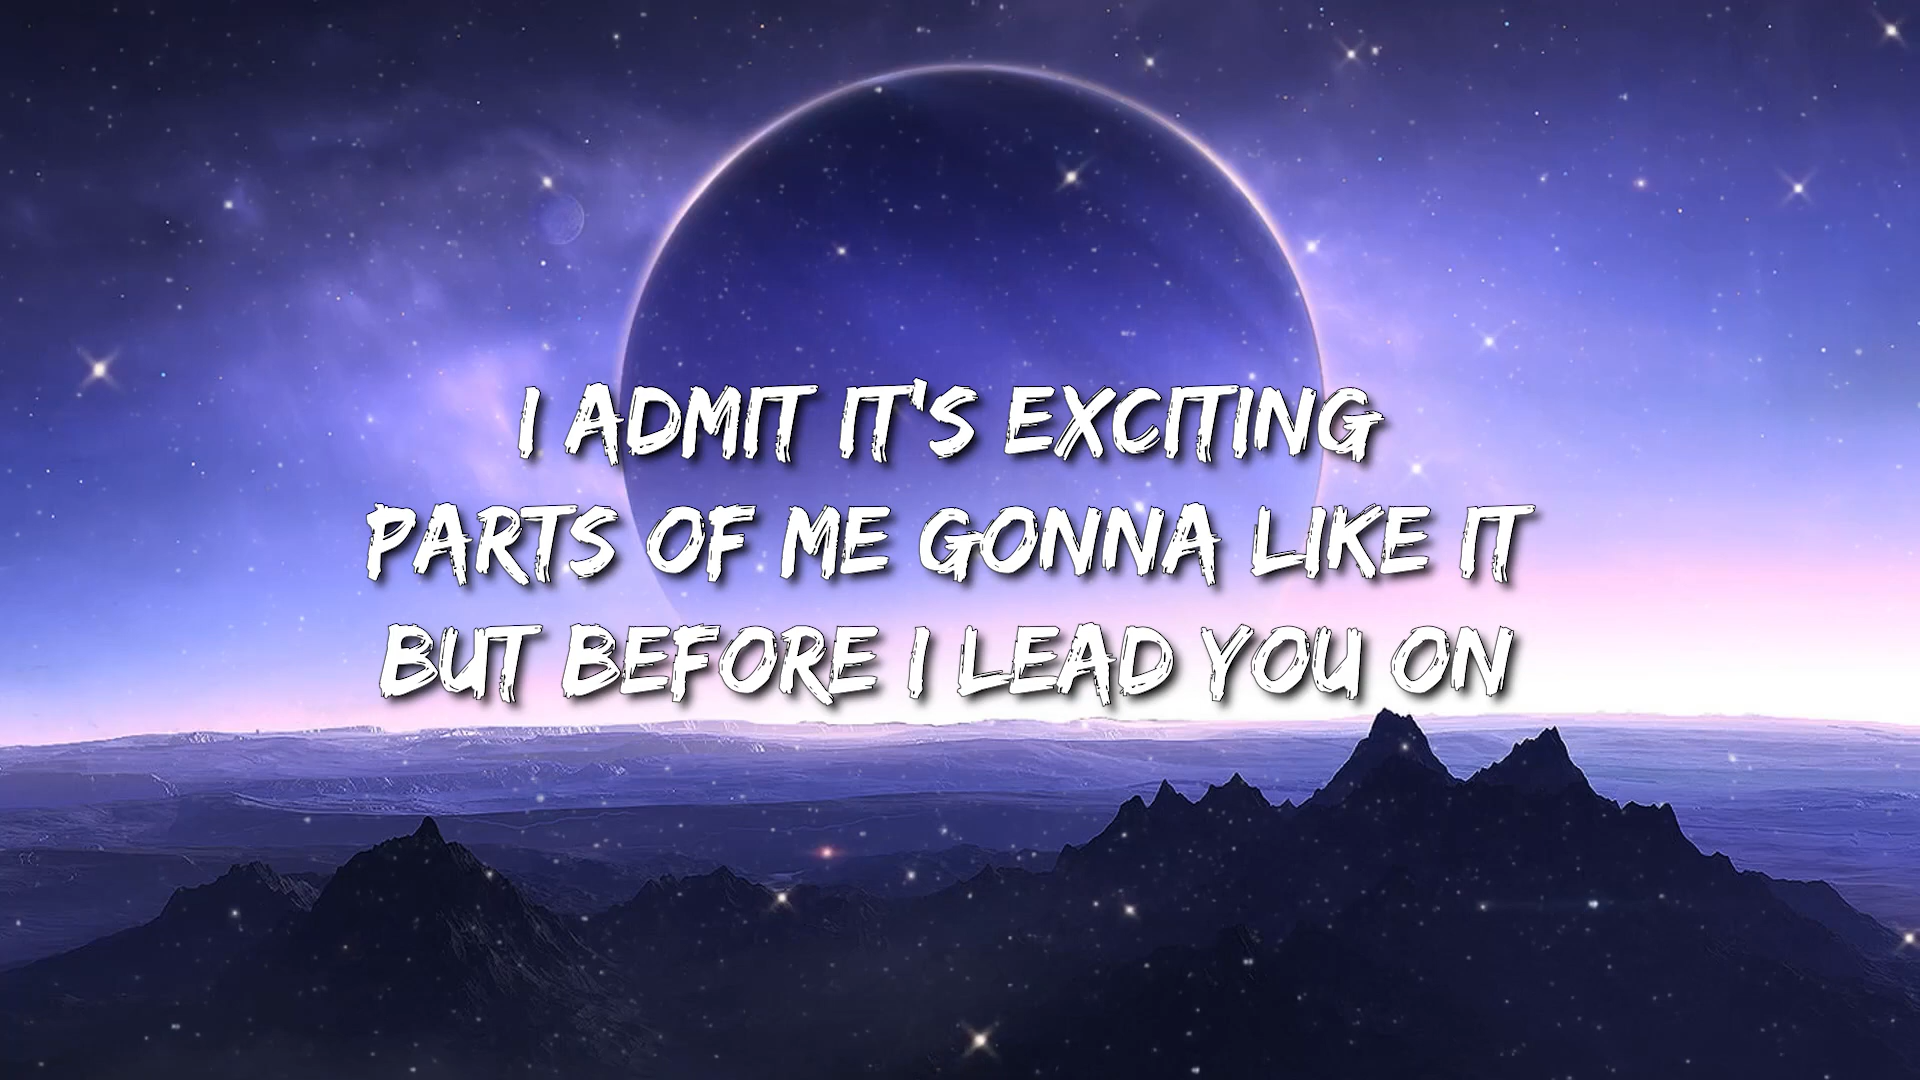 I ADMIT IT'S EXCITING
PARTS OF ME GONNA LIKE IT
BUT BEFORE I LEAD YOU ON